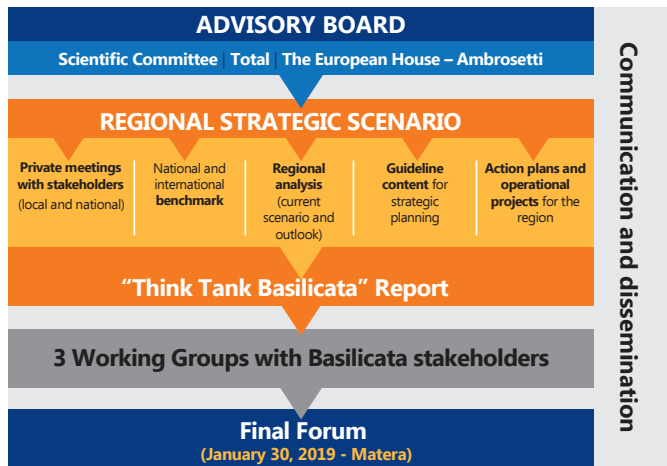 ADVISORY BOARD
Scientific Committee | Total | The European House – Ambrosetti
REGIONAL STRATEGIC SCENARIO
Private meetings
with stakeholders
(local and national)
National and
international
benchmark
Regional
analysis
(current
scenario and
outlook)
Guideline
content for
strategic
planning
Action plans and
operational
projects for the
region
“Think Tank Basilicata” Report
3 Working Groups with Basilicata stakeholders
Final Forum
(January 30, 2019 - Matera)
Communication and dissemination